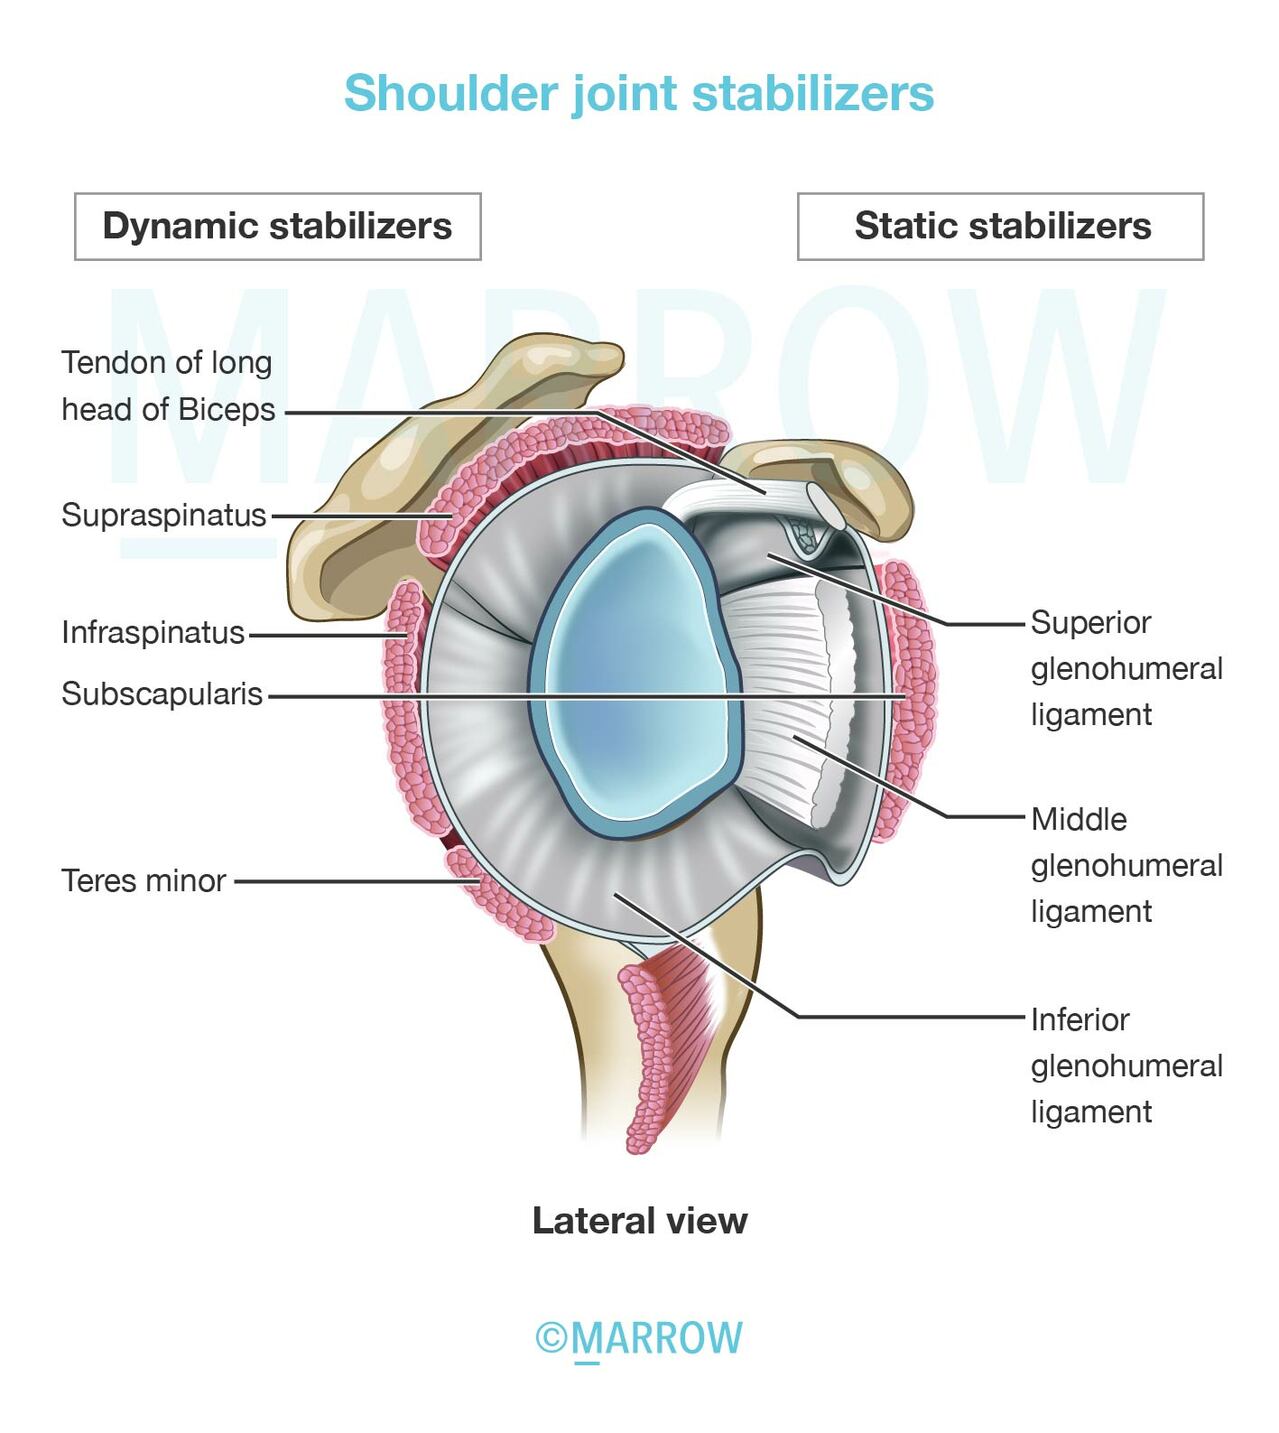 Shoulder joint stabilizers
Dynamic stabilizers
Static stabilizers
MARROW
Tendon of long
head of Biceps
Supraspinatus
Infraspinatus
Subscapularis
Teres minor
Superior
glenohumeral
ligament
Middle
glenohumeral
ligament
Inferior
glenohumeral
ligament
Lateral view
©MARROW